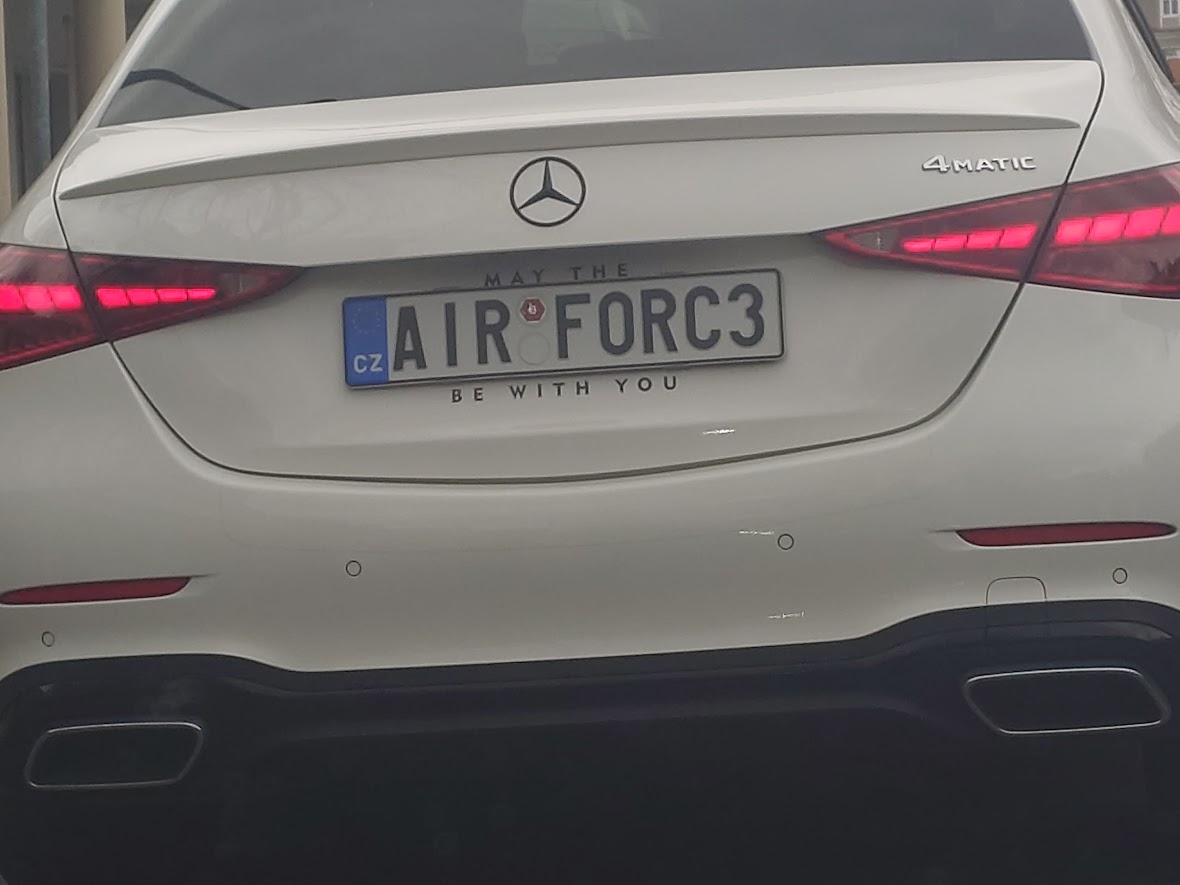 4MATIC
MAY THE
CZ AIR FORC3
BE WITH YOU